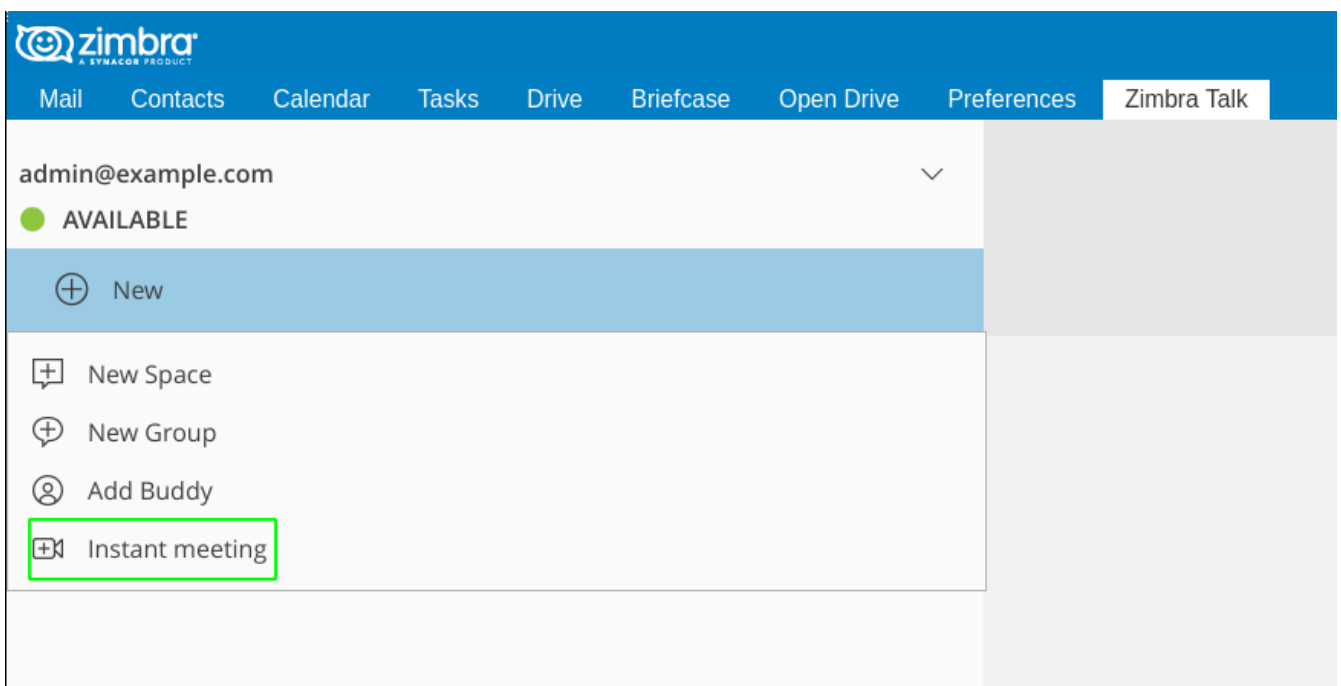 zimbra
A SYNACOR PRODUCT
Mail Contacts Calendar Tasks Drive Briefcase Open Drive Preferences Zimbra Talk
admin@example.com
AVAILABLE
New
New Space
New Group
Add Buddy
Instant meeting